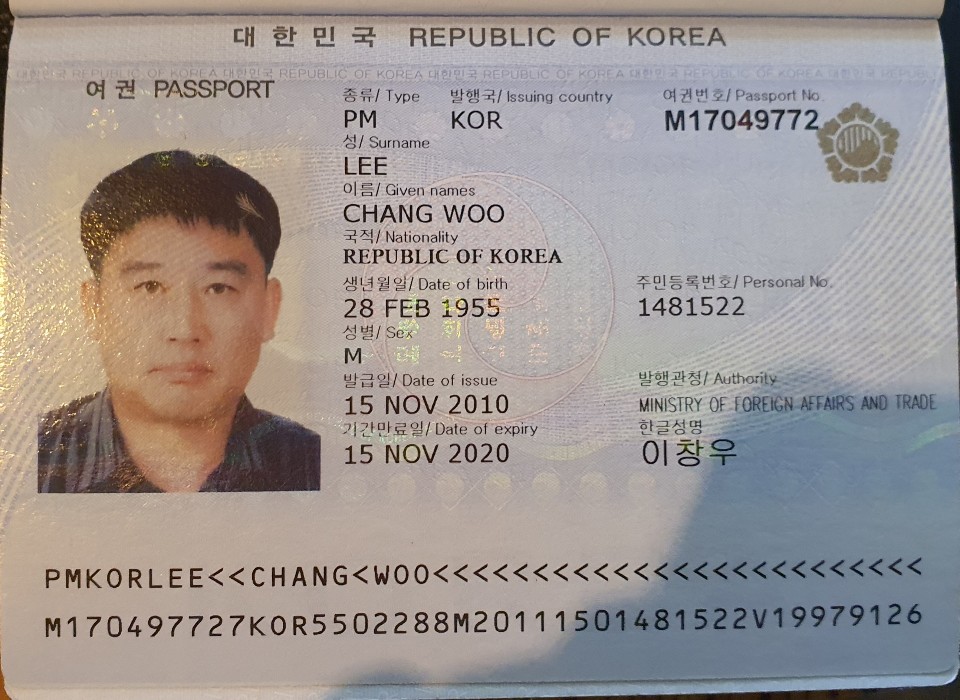 대한민국 REPUBLIC OF KOREA
여권 PASSPORT
종류/ Type 발행국/ Issuing country 여권번호/ Passport No.
PM KOR M17049772
성/ Surname
LEE
이름/ Given names
CHANG WOO
국적/ Nationality
REPUBLIC OF KOREA
생년월일/ Date of birth 주민등록번호/ Personal No.
28 FEB 1955 1481522
성별/ Sex
M
발급일/ Date of issue 발행관청/ Authority
15 NOV 2010 MINISTRY OF FOREIGN AFFAIRS AND TRADE
기간만료일/ Date of expiry 한글성명
15 NOV 2020 이창우
PMKORLEE<<CHANG<WOO<<<<<<<<<<<<<<<<<<<<<<<<<
M170497727KOR5502288M20111501481522V19979126